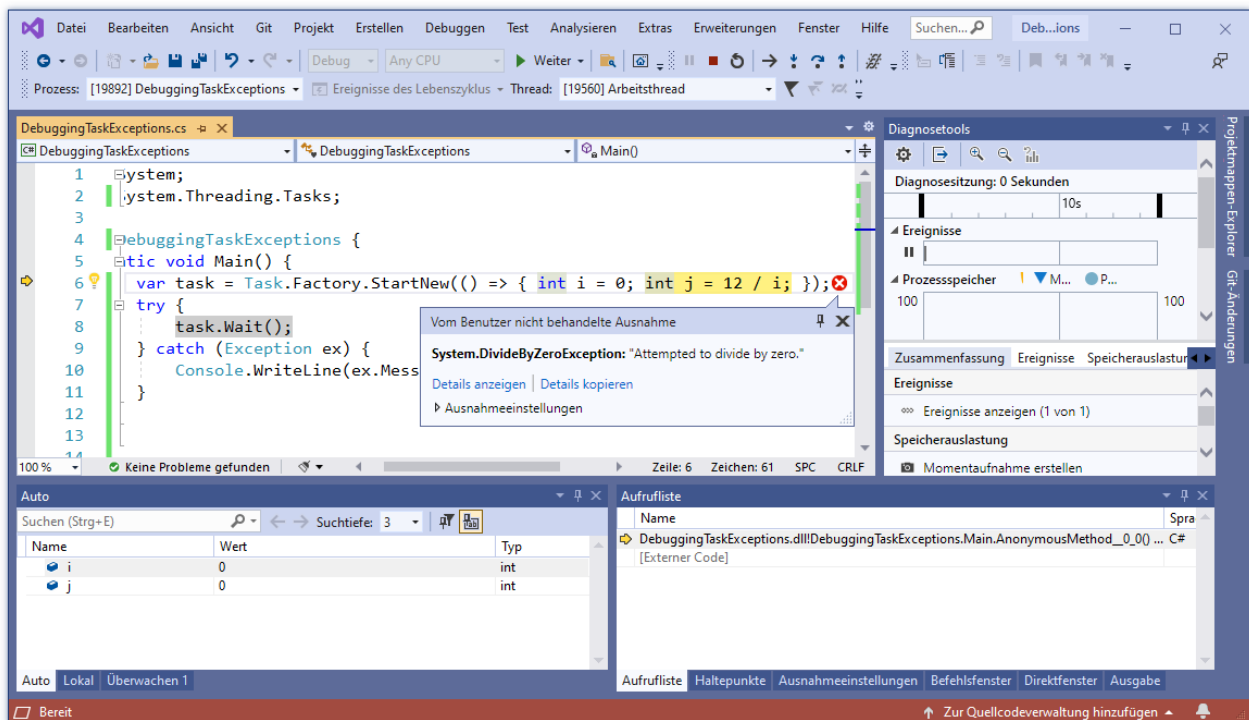 Datei Bearbeiten Ansicht Git Projekt Erstellen Debuggen Test Analysieren Extras Erweiterungen Fenster Hilfe Suchen... Deb...ions
Debug Any CPU Weiter
Prozess: [19892] DebuggingTaskExceptions Ereignisse des Lebenszyklus Thread: [19560] Arbeitsthread
DebuggingTaskExceptions.cs
C# DebuggingTaskExceptions DebuggingTaskExceptions Main()
1 ystem;
2 ystem.Threading.Tasks;
3
4 ebuggingTaskExceptions {
5 tic void Main() {
6 var task = Task.Factory.StartNew(() => { int i = 0; int j = 12 / i; });
7 try {
8 task.Wait();
9 } catch (Exception ex) {
10 Console.WriteLine(ex.Mess
11 }
12
13
14
Vom Benutzer nicht behandelte Ausnahme
System.DivideByZeroException: "Attempted to divide by zero."
Details anzeigen | Details kopieren
Ausnahmeeinstellungen
100 % Keine Probleme gefunden Zeile: 6 Zeichen: 61 SPC CRLF
Diagnosetools
Diagnosesitzung: 0 Sekunden
10s
Ereignisse
Prozessspeicher M... P...
100 100
Zusammenfassung Ereignisse Speicherauslastun
Ereignisse
Ereignisse anzeigen (1 von 1)
Speicherauslastung
Momentaufnahme erstellen
Projektmappen-Explorer
Git-Änderungen
Auto
Suchen (Strg+E) Suchtiefe: 3
Name Wert Typ
i 0 int
j 0 int
Auto Lokal Überwachen 1
Aufrufliste
Name Spra
DebuggingTaskExceptions.dll!DebuggingTaskExceptions.Main.AnonymousMethod__0_0() ... C#
[Externer Code]
Aufrufliste Haltepunkte Ausnahmeeinstellungen Befehlsfenster Direktfenster Ausgabe
Bereit Zur Quellcodeverwaltung hinzufügen